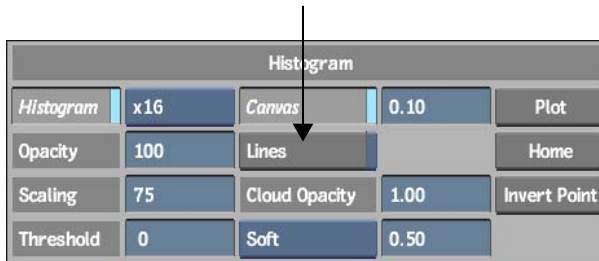 Histogram
Histogram x16 Canvas 0.10 Plot
Opacity 100 Lines Home
Scaling 75 Cloud Opacity 1.00 Invert Point
Threshold 0 Soft 0.50